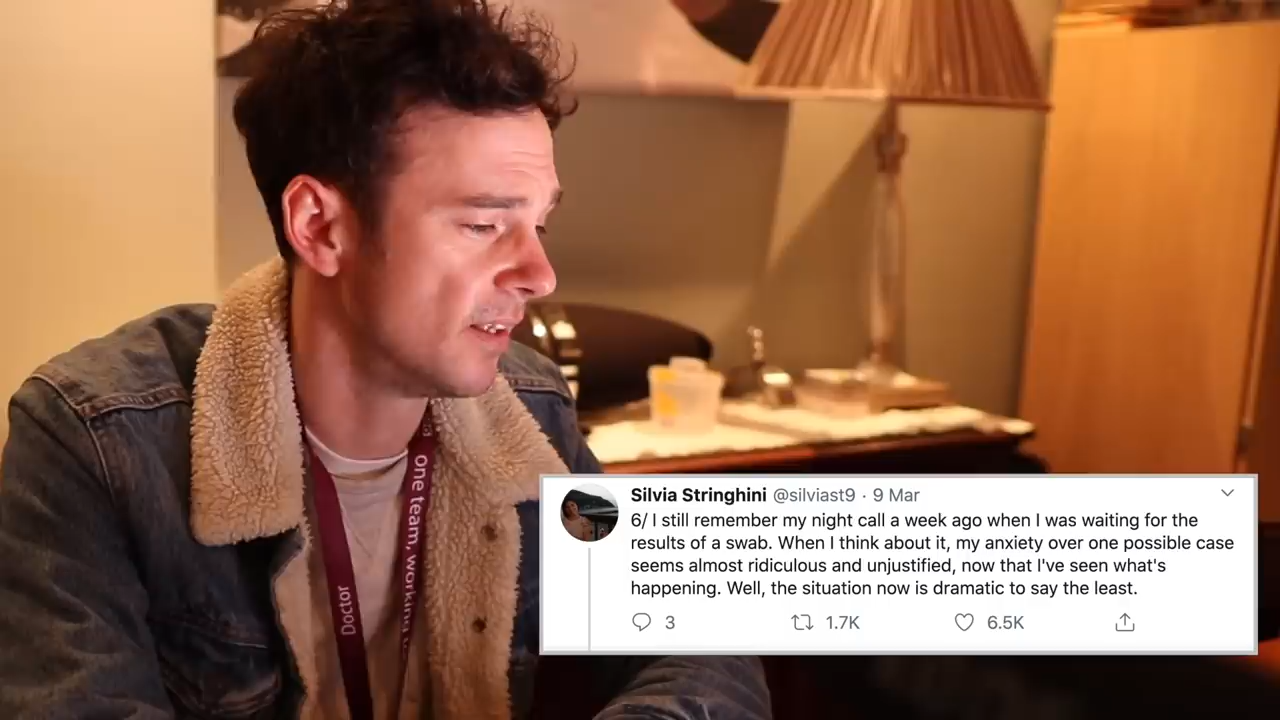 one team, working
Doctor
Silvia Stringhini @silviast9 · 9 Mar
6/ I still remember my night call a week ago when I was waiting for the
results of a swab. When I think about it, my anxiety over one possible case
seems almost ridiculous and unjustified, now that I've seen what's
happening. Well, the situation now is dramatic to say the least.
3 1.7K 6.5K